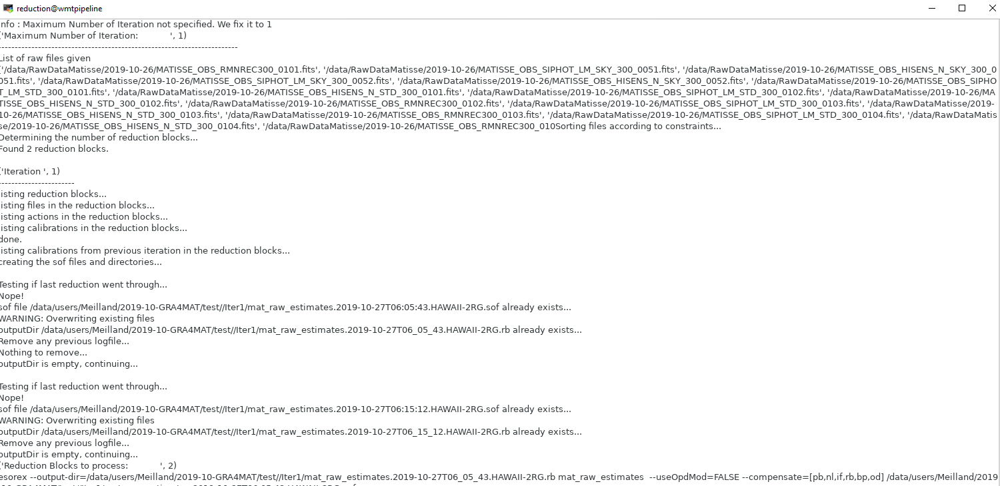 reduction@wmtpipeline
nfo : Maximum Number of Iteration not specified. We fix it to 1
('Maximum Number of Iteration:            ', 1)
------------------------------------------------------------------------
List of raw files given
['/data/RawDataMatisse/2019-10-26/MATISSE_OBS_RMNREC300_0101.fits', '/data/RawDataMatisse/2019-10-26/MATISSE_OBS_SIPHOT_LM_SKY_300_0051.fits', '/data/RawDataMatisse/2019-10-26/MATISSE_OBS_HISENS_N_SKY_300_0
051.fits', '/data/RawDataMatisse/2019-10-26/MATISSE_OBS_SIPHOT_LM_SKY_300_0052.fits', '/data/RawDataMatisse/2019-10-26/MATISSE_OBS_HISENS_N_SKY_300_0052.fits', '/data/RawDataMatisse/2019-10-26/MATISSE_OBS_SIPHO
T_LM_STD_300_0101.fits', '/data/RawDataMatisse/2019-10-26/MATISSE_OBS_HISENS_N_STD_300_0101.fits', '/data/RawDataMatisse/2019-10-26/MATISSE_OBS_SIPHOT_LM_STD_300_0102.fits', '/data/RawDataMatisse/2019-10-26/MA
TISSE_OBS_HISENS_N_STD_300_0102.fits', '/data/RawDataMatisse/2019-10-26/MATISSE_OBS_RMNREC300_0102.fits', '/data/RawDataMatisse/2019-10-26/MATISSE_OBS_SIPHOT_LM_STD_300_0103.fits', '/data/RawDataMatisse/2019-
10-26/MATISSE_OBS_HISENS_N_STD_300_0103.fits', '/data/RawDataMatisse/2019-10-26/MATISSE_OBS_RMNREC300_0103.fits', '/data/RawDataMatisse/2019-10-26/MATISSE_OBS_SIPHOT_LM_STD_300_0104.fits', '/data/RawDataMatis
se/2019-10-26/MATISSE_OBS_HISENS_N_STD_300_0104.fits', '/data/RawDataMatisse/2019-10-26/MATISSE_OBS_RMNREC300_010Sorting files according to constraints...
Determining the number of reduction blocks...
Found 2 reduction blocks.

('Iteration ', 1)
-----------------------
isting reduction blocks...
isting files in the reduction blocks...
isting actions in the reduction blocks...
isting calibrations in the reduction blocks...
done.
isting calibrations from previous iteration in the reduction blocks...
creating the sof files and directories...

Testing if last reduction went through...
Nope!
sof file /data/users/Meilland/2019-10-GRA4MAT/test//Iter1/mat_raw_estimates.2019-10-27T06:05:43.HAWAII-2RG.sof already exists...
WARNING: Overwriting existing files
outputDir /data/users/Meilland/2019-10-GRA4MAT/test//Iter1/mat_raw_estimates.2019-10-27T06_05_43.HAWAII-2RG.rb already exists...
Remove any previous logfile...
Nothing to remove...
outputDir is empty, continuing...

Testing if last reduction went through...
Nope!
sof file /data/users/Meilland/2019-10-GRA4MAT/test//Iter1/mat_raw_estimates.2019-10-27T06:15:12.HAWAII-2RG.sof already exists...
WARNING: Overwriting existing files
outputDir /data/users/Meilland/2019-10-GRA4MAT/test//Iter1/mat_raw_estimates.2019-10-27T06_15_12.HAWAII-2RG.rb already exists...
Remove any previous logfile...
outputDir is empty, continuing...
('Reduction Blocks to process:            ', 2)
esorex --output-dir=/data/users/Meilland/2019-10-GRA4MAT/test//Iter1/mat_raw_estimates.2019-10-27T06_05_43.HAWAII-2RG.rb mat_raw_estimates  --useOpdMod=FALSE --compensate=[pb,nl,if,rb,bp,od] /data/users/Meilland/2019